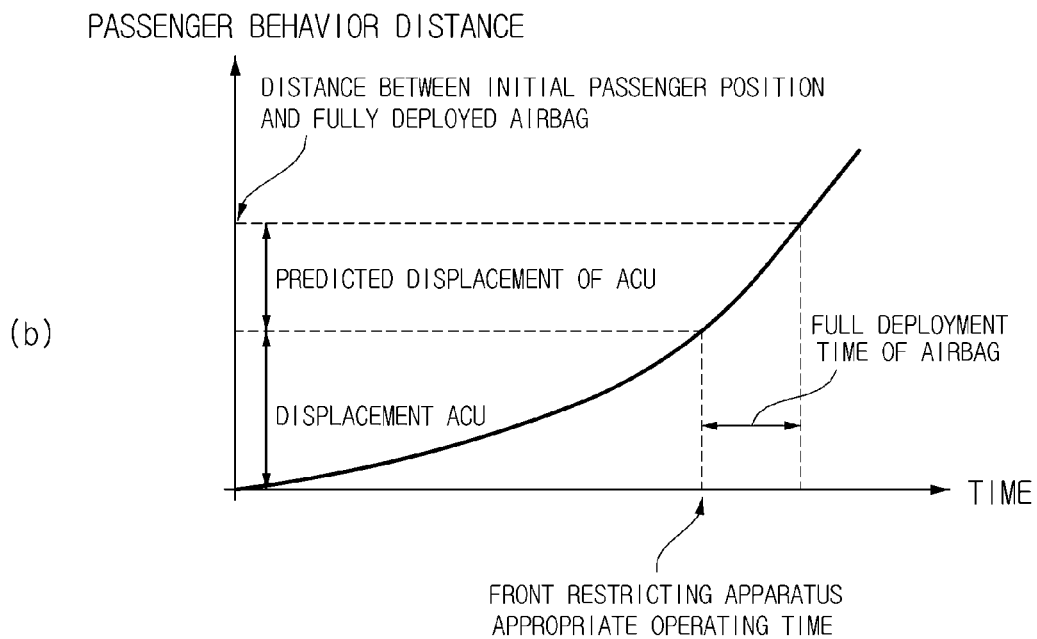 PASSENGER BEHAVIOR DISTANCE
DISTANCE BETWEEN INITIAL PASSENGER POSITION
AND FULLY DEPLOYED AIRBAG
PREDICTED DISPLACEMENT OF ACU
(b)
FULL DEPLOYMENT
TIME OF AIRBAG
DISPLACEMENT ACU
TIME
FRONT RESTRICTING APPARATUS
APPROPRIATE OPERATING TIME